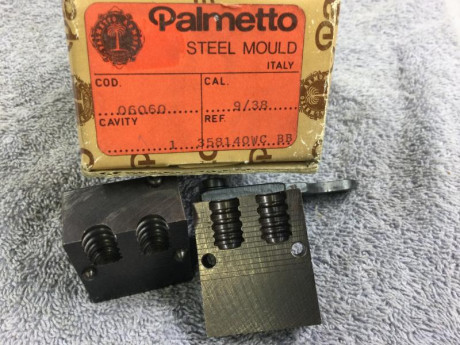 Palmetto
STEEL MOULD
ITALY
COD. CAL.
06060 9/38
CAVITY REF.
1 358140WC BB